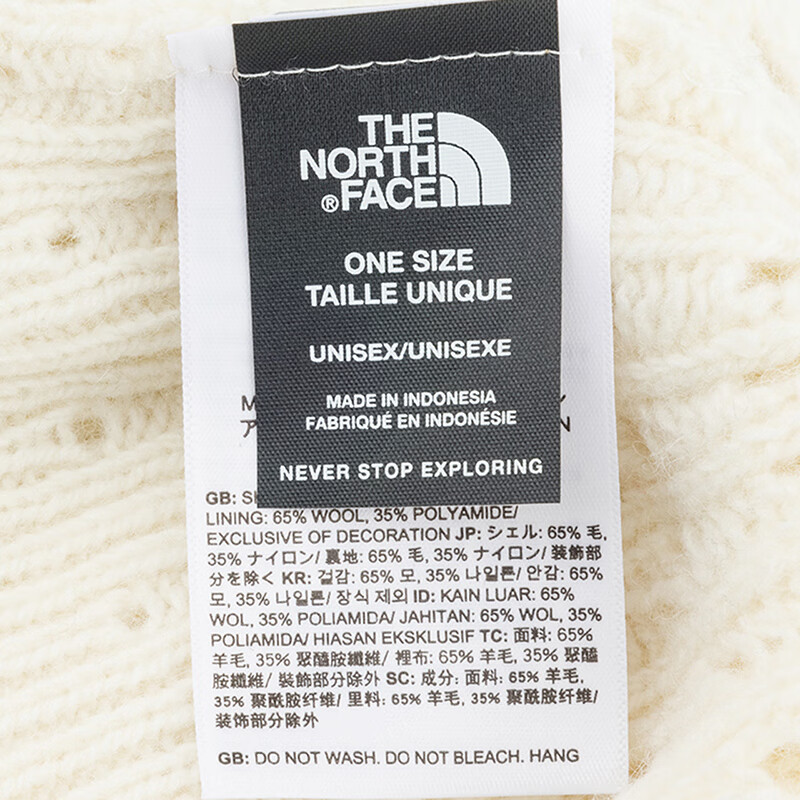 THE
NORTH
®FACE
ONE SIZE
TAILLE UNIQUE
UNISEX/UNISEXE
MADE IN INDONESIA
FABRIQUÉ EN INDONÉSIE
NEVER STOP EXPLORING
GB:
LINING: 65% WOOL, 35% POLYAMIDE/
EXCLUSIVE OF DECORATION JP: シェル: 65% 毛,
35% ナイロン/ 裏地: 65% 毛, 35% ナイロン/ 装飾部
分を除く KR: 겉감: 65% 모, 35% 나일론/ 안감: 65%
모, 35% 나일론/ 장식 제외 ID: KAIN LUAR: 65%
WOL, 35% POLIAMIDA/ JAHITAN: 65% WOL, 35%
POLIAMIDA/ HIASAN EKSKLUSIF TC: 面料: 65%
羊毛, 35% 聚醯胺纖維/ 裡布: 65% 羊毛, 35% 聚醯
胺纖維/ 裝飾部分除外 SC: 成分: 面料: 65% 羊毛,
35% 聚酰胺纤维/ 里料: 65% 羊毛, 35% 聚酰胺纤维/
装饰部分除外
GB: DO NOT WASH. DO NOT BLEACH. HANG